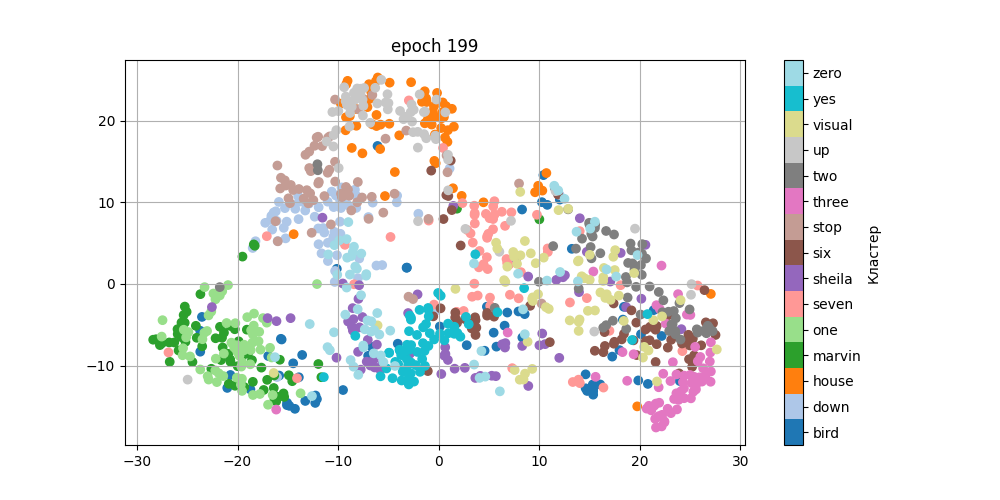 epoch 199
20
10
0
−10
−30
−20
−10
0
10
20
30
zero
yes
visual
up
two
three
stop
six
sheila
seven
one
marvin
house
down
bird
Кластер